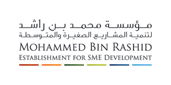 مؤسسة محمد بن راشد
لتنمية المشاريع الصغيرة والمتوسطة
MOHAMMED BIN RASHID
ESTABLISHMENT FOR SME DEVELOPMENT